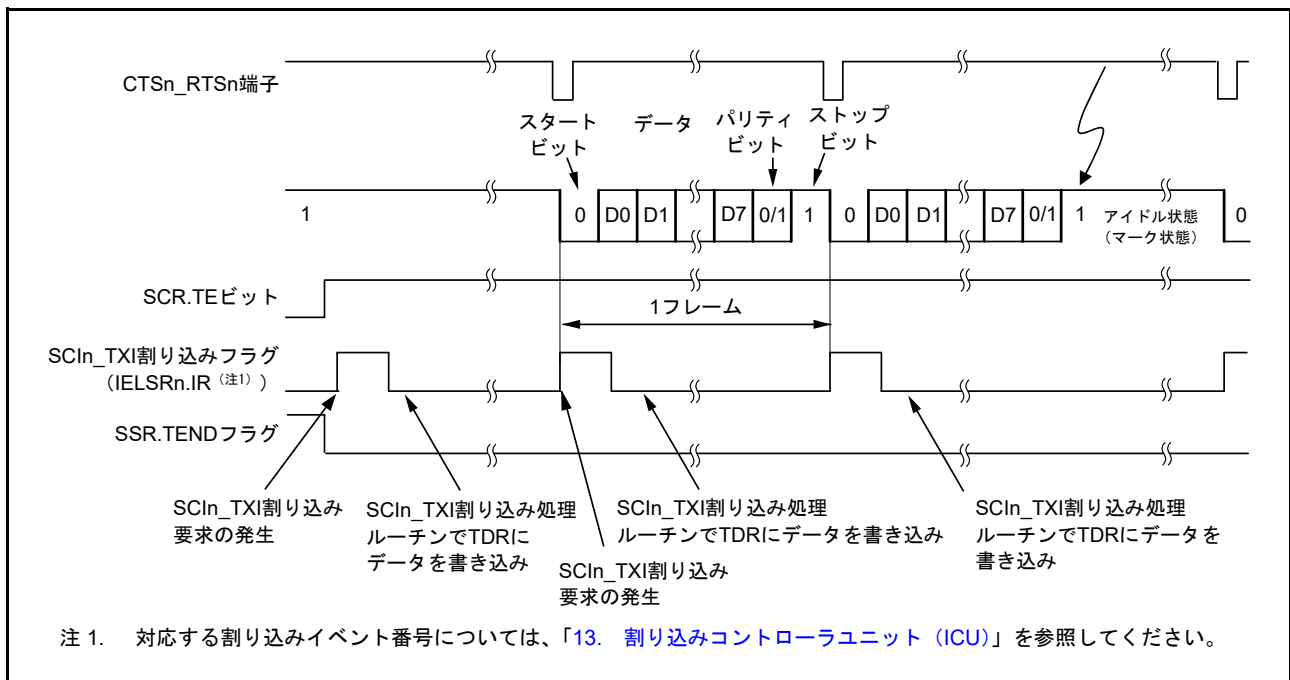 CTSn_RTSn端子
スタート
ビット
データ
パリティ
ビット
ストップ
ビット
1
0
D0
D1
D7
0/1
1
0
D0
D1
D7
0/1
1
アイドル状態
(マーク状態)
0
SCR.TEビット
1フレーム
SCIn_TXI割り込みフラグ
(IELSRn.IR (注1) )
SSR.TENDフラグ
SCIn_TXI割り込み
要求の発生
SCIn_TXI割り込み処理
ルーチンでTDRに
データを書き込み
SCIn_TXI割り込み
要求の発生
SCIn_TXI割り込み処理
ルーチンでTDRにデータを書き込み
SCIn_TXI割り込み処理
ルーチンでTDRにデータを
書き込み
注 1. 対応する割り込みイベント番号については、「13. 割り込みコントローラユニット(ICU)」を参照してください。